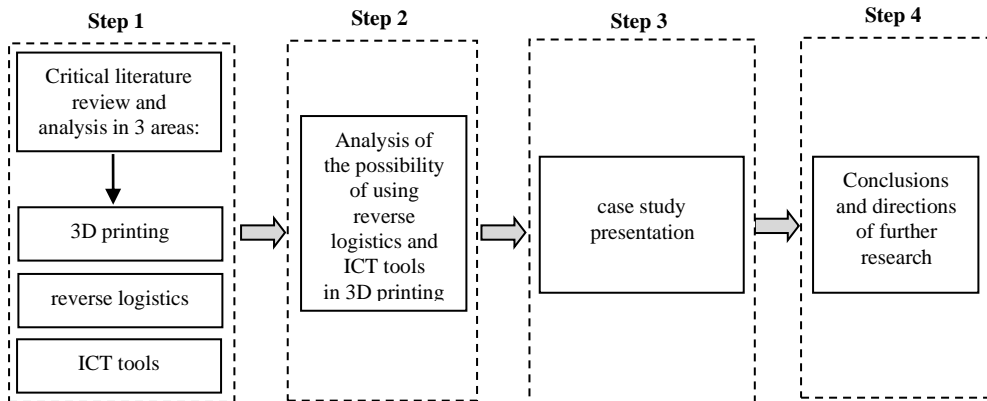 Step 1
Critical literature
review and
analysis in 3 areas:
3D printing
reverse logistics
ICT tools
Step 2
Analysis of
the possibility
of using
reverse
logistics and
ICT tools
in 3D printing
Step 3
case study
presentation
Step 4
Conclusions
and directions
of further
research